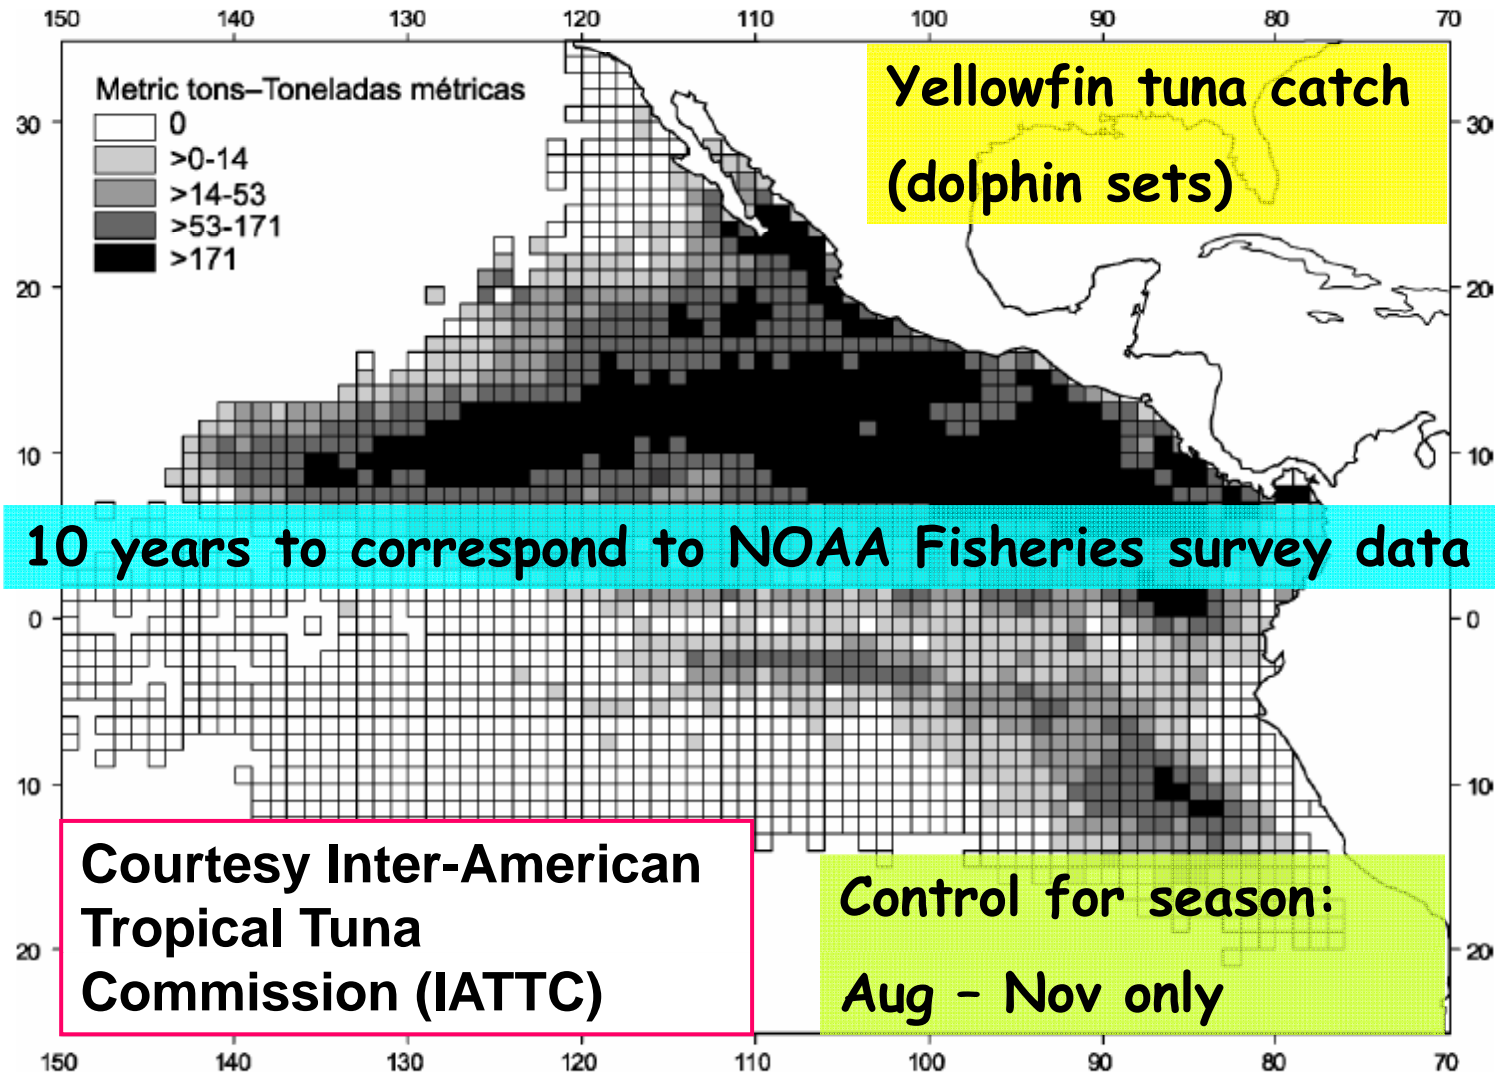 150 140 130 120 110 100 90 80 70
Metric tons–Toneladas métricas
0
>0-14
>14-53
>53-171
>171
Yellowfin tuna catch
(dolphin sets)
30 30
20 20
10 10
10 years to correspond to NOAA Fisheries survey data
0 0
10 10
Courtesy Inter-American
Tropical Tuna
Commission (IATTC)
Control for season:
Aug – Nov only
20 20
150 140 130 120 110 100 90 80 70